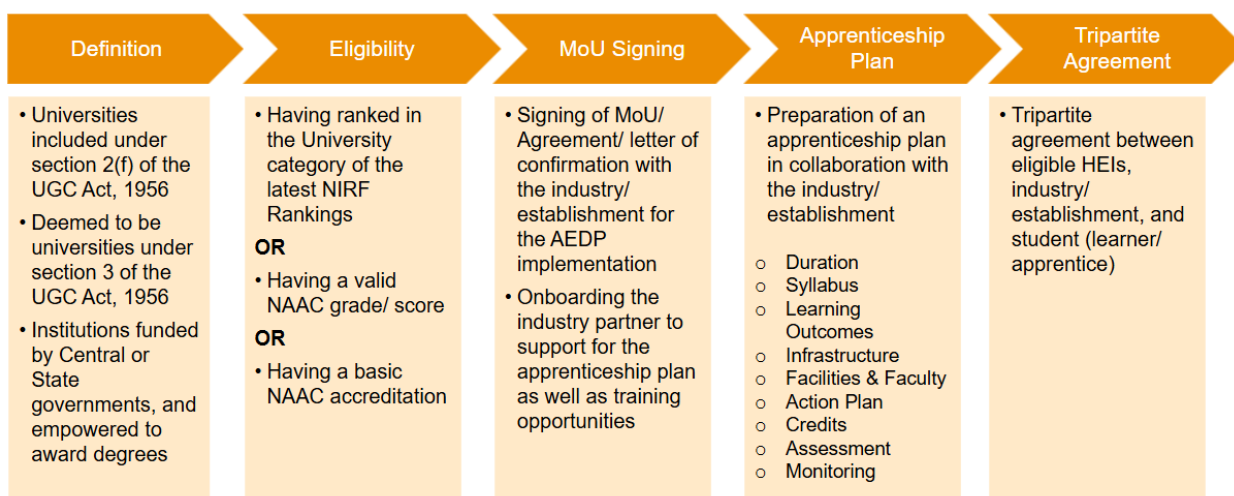 Definition
Eligibility
MoU Signing
Apprenticeship
Plan
Tripartite
Agreement
• Universities
included under
section 2(f) of the
UGC Act, 1956
• Deemed to be
universities under
section 3 of the
UGC Act, 1956
• Institutions funded
by Central or
State
governments, and
empowered to
award degrees
• Having ranked in
the University
category of the
latest NIRF
Rankings
OR
• Having a valid
NAAC grade/ score
OR
• Having a basic
NAAC accreditation
• Signing of MoU/
Agreement/ letter of
confirmation with
the industry/
establishment for
the AEDP
implementation
• Onboarding the
industry partner to
support for the
apprenticeship plan
as well as training
opportunities
• Preparation of an
apprenticeship plan
in collaboration with
the industry/
establishment
o Duration
o Syllabus
o Learning
Outcomes
o Infrastructure
o Facilities & Faculty
o Action Plan
o Credits
o Assessment
o Monitoring
• Tripartite
agreement between
eligible HEIs,
industry/
establishment, and
student (learner/
apprentice)